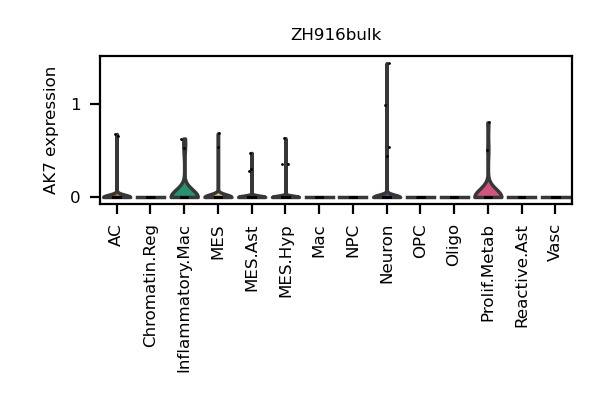 ZH916bulk
AK7 expression
1
0
AC
Chromatin.Reg
Inflammatory.Mac
MES
MES.Ast
MES.Hyp
Mac
NPC
Neuron
OPC
Oligo
Prolif.Metab
Reactive.Ast
Vasc